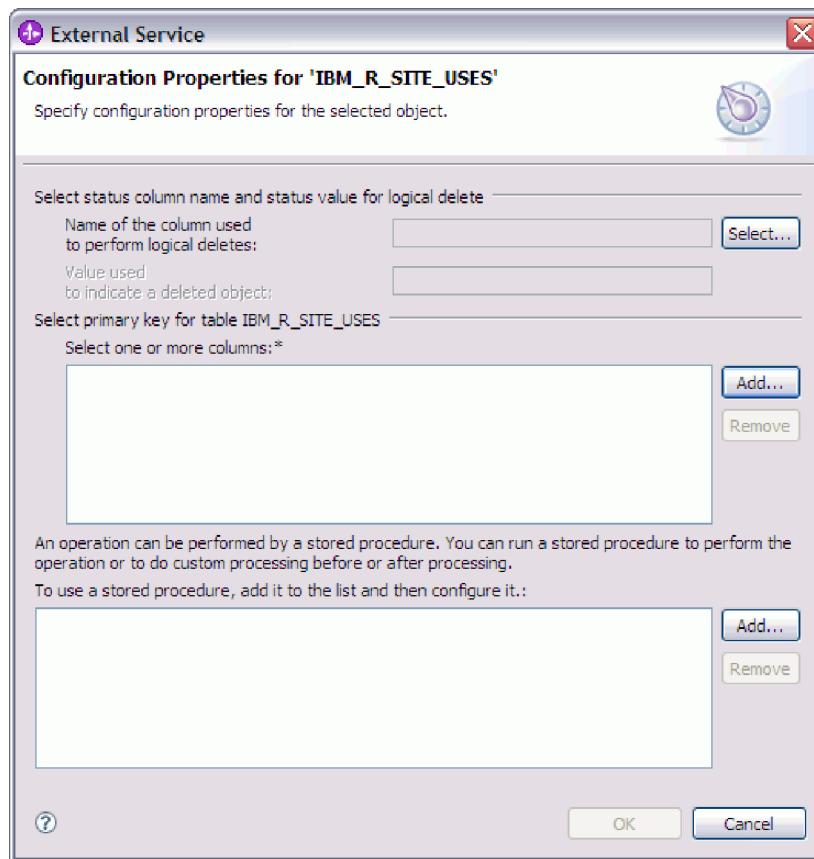 External Service
Configuration Properties for 'IBM_R_SITE_USES'
Specify configuration properties for the selected object.
Select status column name and status value for logical delete
Name of the column used
to perform logical deletes:
Select...
Value used
to indicate a deleted object:
Select primary key for table IBM_R_SITE_USES
Select one or more columns:*
Add...
Remove
An operation can be performed by a stored procedure. You can run a stored procedure to perform the
operation or to do custom processing before or after processing.
To use a stored procedure, add it to the list and then configure it.:
Add...
Remove
?
OK
Cancel